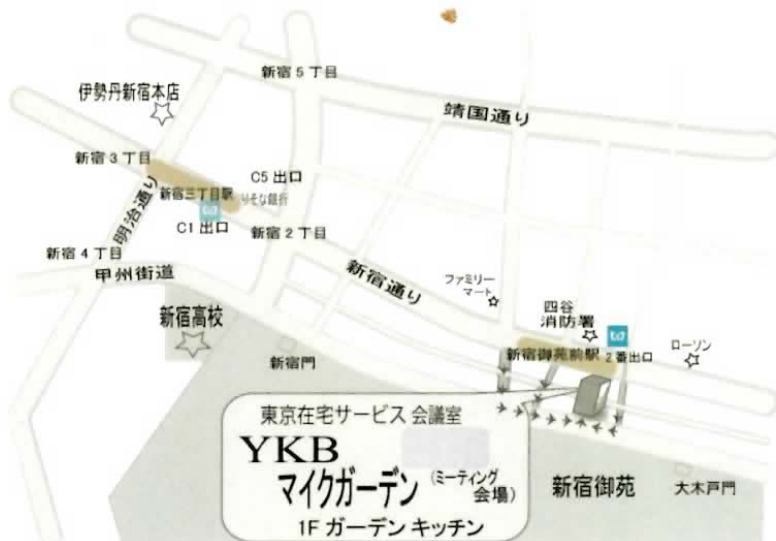 新宿5丁目
伊勢丹新宿本店
靖国通り
新宿3丁目
C5 出口
新宿三丁目駅
りそな銀行
明治通り
C1 出口
新宿2丁目
新宿4丁目
甲州街道
新宿通り
ファミリー
マート
四谷
消防署
新宿高校
新宿門
新宿御苑前駅
2番出口
ローソン
東京在宅サービス 会議室
YKB
マイクガーデン (ミーティング
会場)
1F ガーデン キッチン
新宿御苑
大木戸門